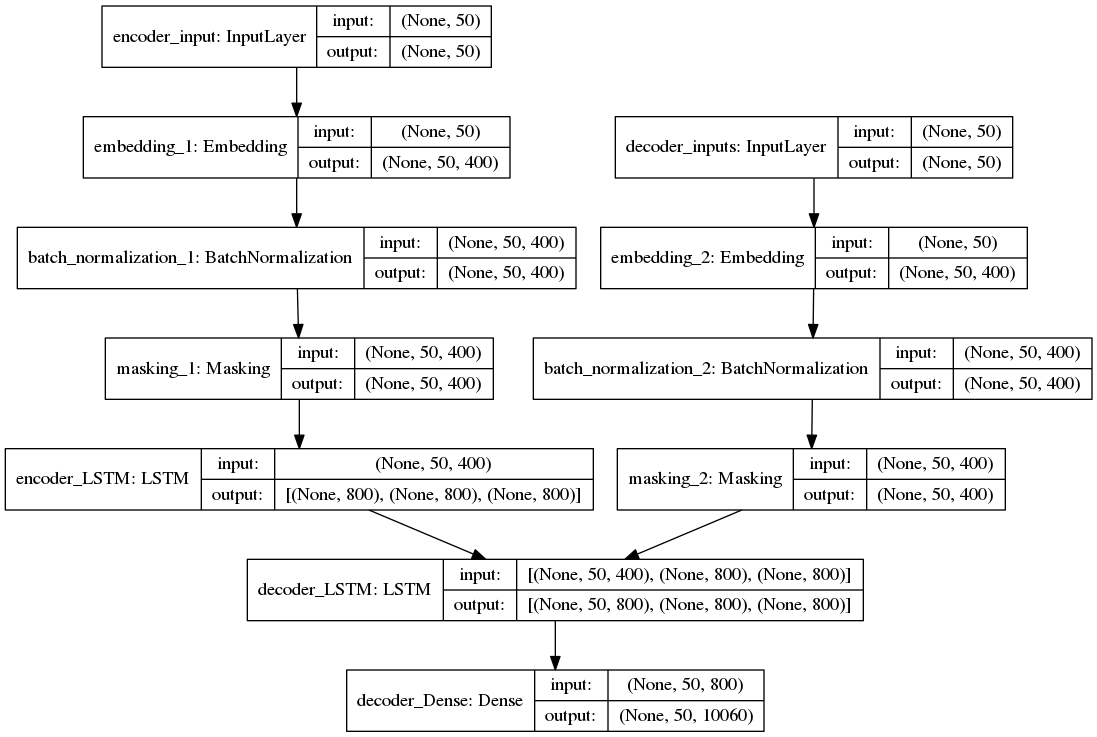 encoder_input: InputLayer
input:
(None, 50)
output:
(None, 50)
embedding_1: Embedding
input:
(None, 50)
output:
(None, 50, 400)
decoder_inputs: InputLayer
input:
(None, 50)
output:
(None, 50)
batch_normalization_1: BatchNormalization
input:
(None, 50, 400)
output:
(None, 50, 400)
embedding_2: Embedding
input:
(None, 50)
output:
(None, 50, 400)
masking_1: Masking
input:
(None, 50, 400)
output:
(None, 50, 400)
batch_normalization_2: BatchNormalization
input:
(None, 50, 400)
output:
(None, 50, 400)
encoder_LSTM: LSTM
input:
(None, 50, 400)
output:
[(None, 800), (None, 800), (None, 800)]
masking_2: Masking
input:
(None, 50, 400)
output:
(None, 50, 400)
decoder_LSTM: LSTM
input:
[(None, 50, 400), (None, 800), (None, 800)]
output:
[(None, 50, 800), (None, 800), (None, 800)]
decoder_Dense: Dense
input:
(None, 50, 800)
output:
(None, 50, 10060)